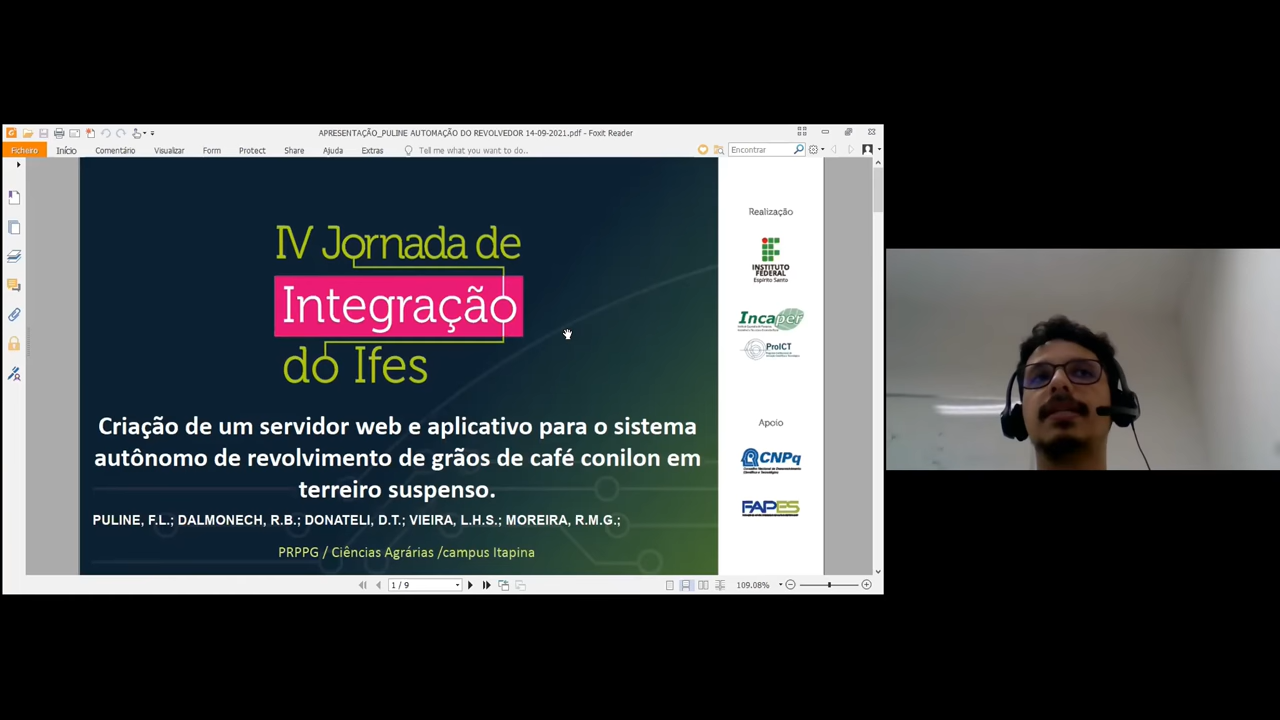 APRESENTAÇÃO_PULINE AUTOMAÇÃO DO REVOLVEDOR 14-09-2021.pdf - Foxit Reader
Ficheiro Início Comentário Visualizar Form Protect Share Ajuda Extras Tell me what you want to do.. Encontrar
IV Jornada de
Integração
do Ifes
Criação de um servidor web e aplicativo para o sistema
autônomo de revolvimento de grãos de café conilon em
terreiro suspenso.
PULINE, F.L.; DALMONECH, R.B.; DONATELI, D.T.; VIEIRA, L.H.S.; MOREIRA, R.M.G.;
PRPPG / Ciências Agrárias /campus Itapina
Realização
INSTITUTO
FEDERAL
Espírito Santo
Incaper
ProICT
Apoio
CNPq
FAPES
1 / 9
109.08%